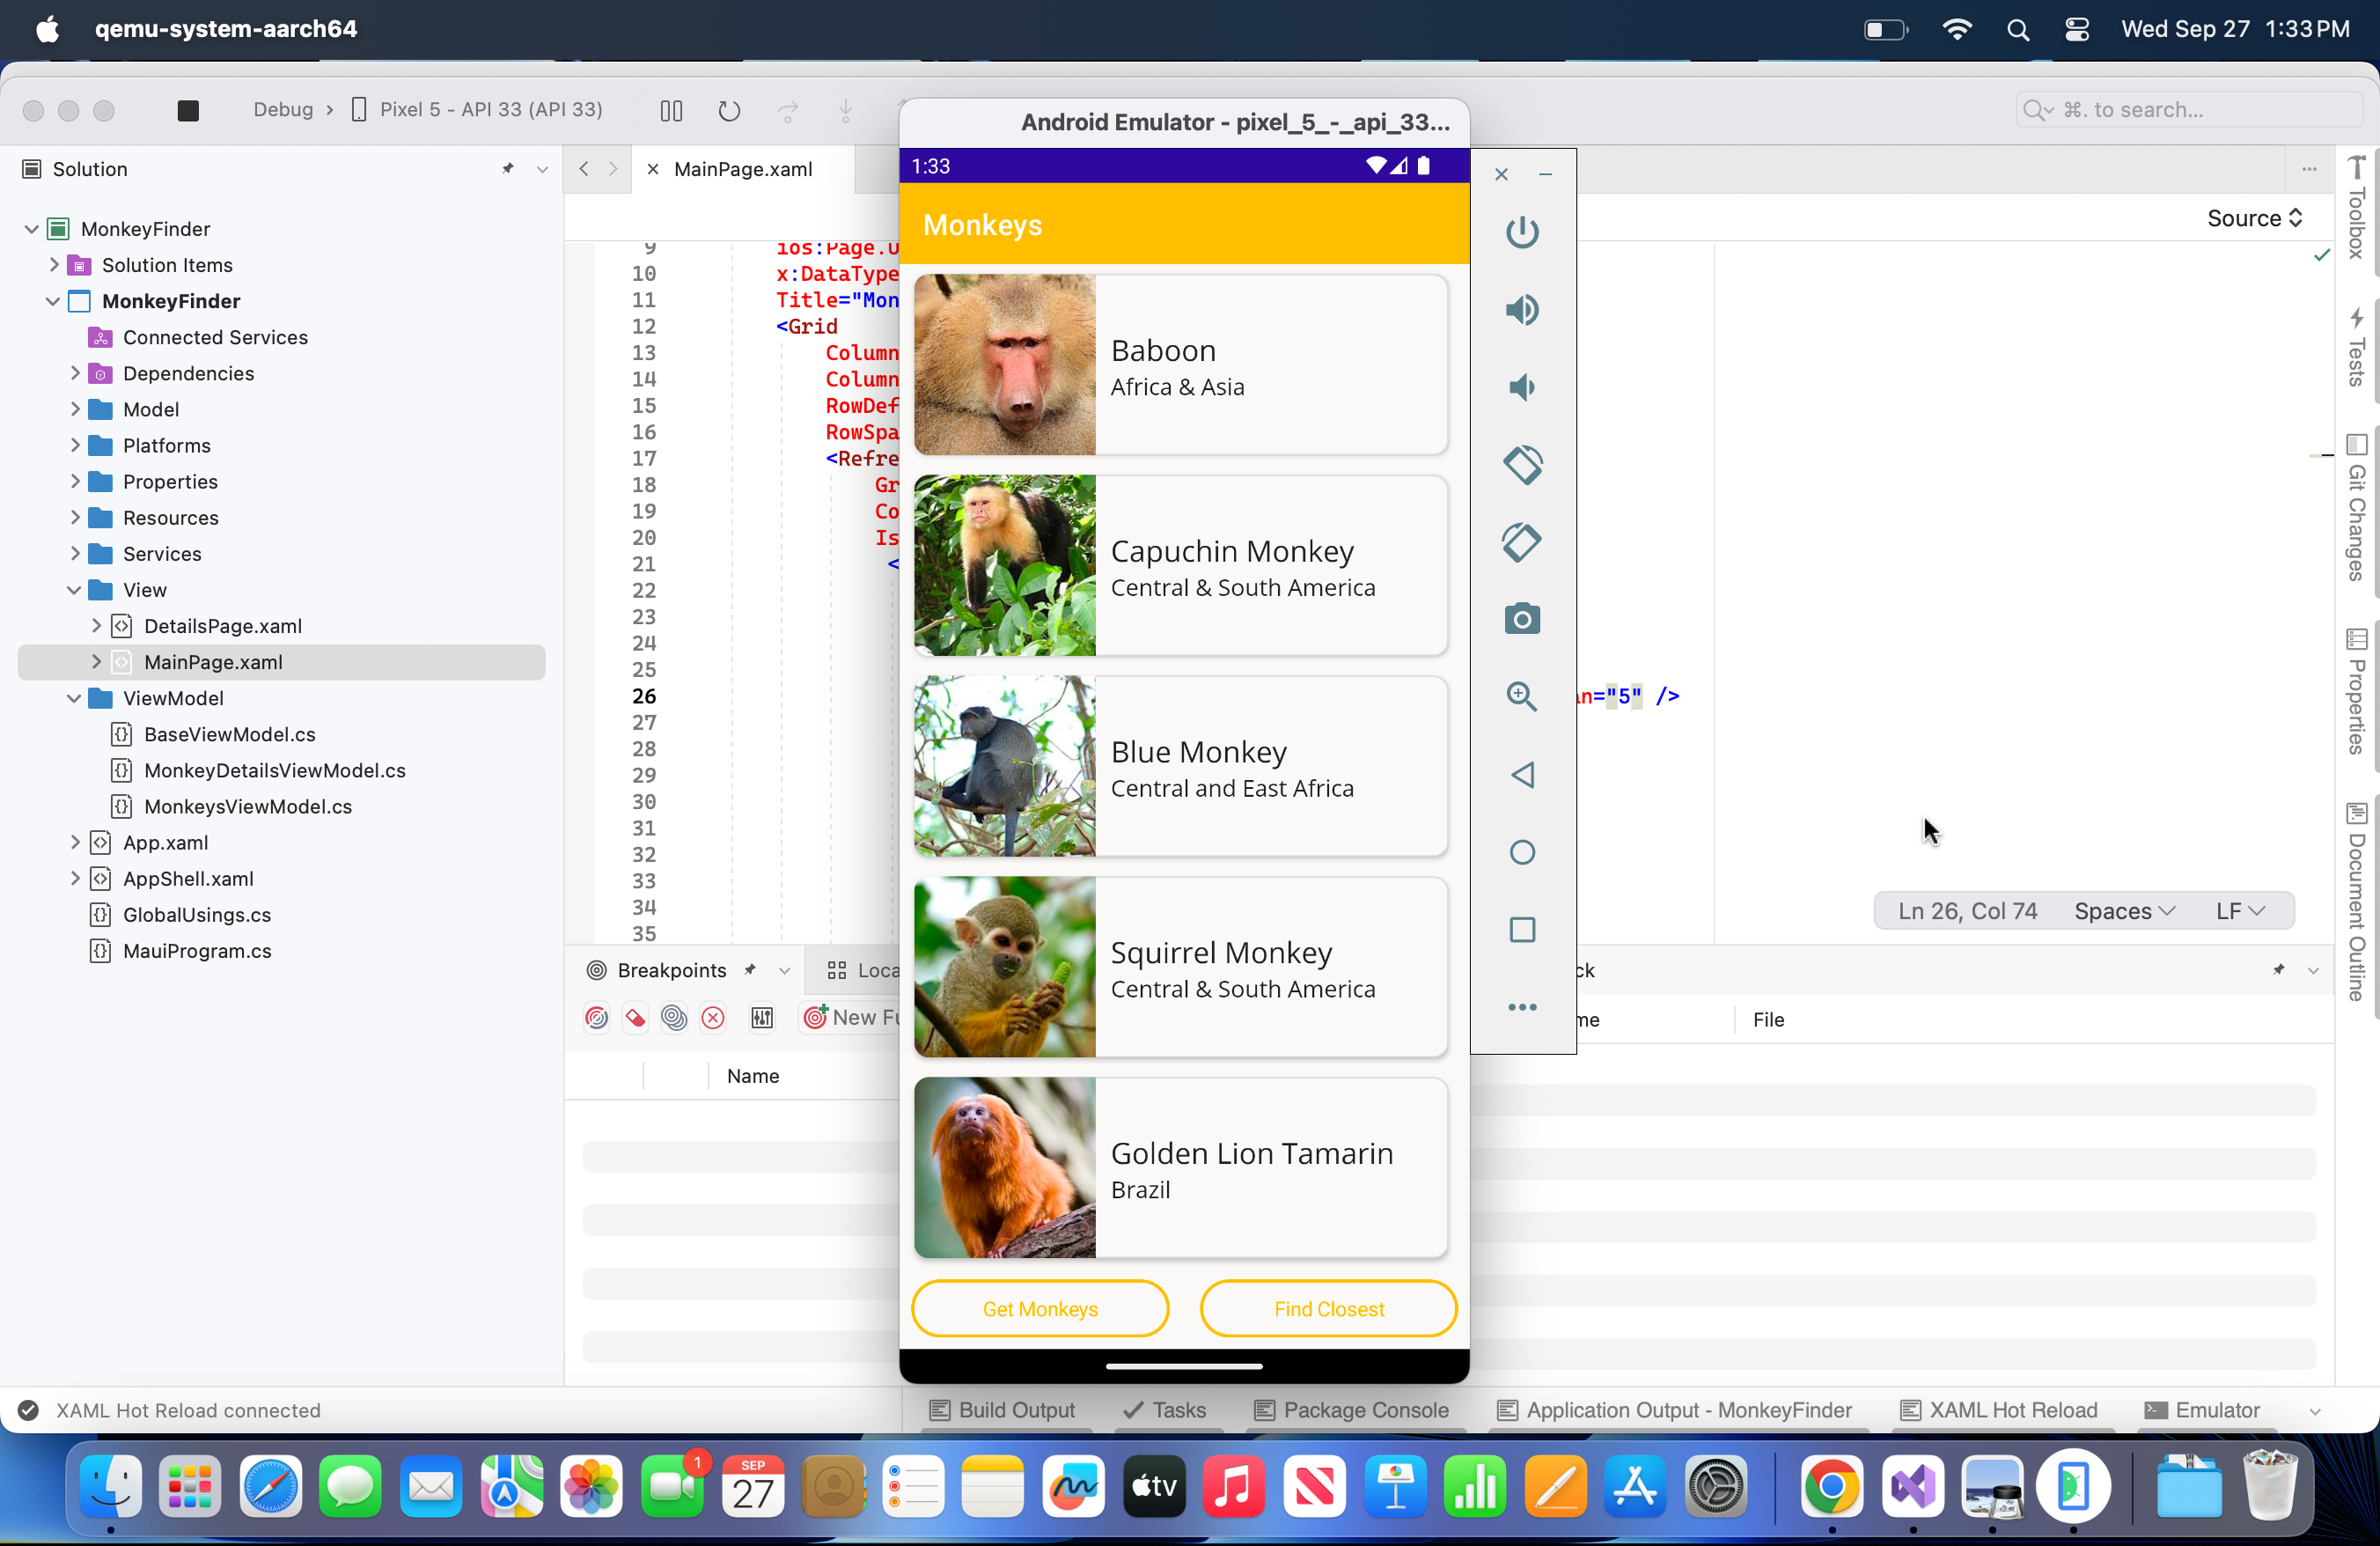 qemu-system-aarch64
Wed Sep 27 1:33 PM
Debug › Pixel 5 - API 33 (API 33)
⌘. to search...
Android Emulator - pixel_5_-_api_33...
Solution
MainPage.xaml
Source
MonkeyFinder
Solution Items
MonkeyFinder
Connected Services
Dependencies
Model
Platforms
Properties
Resources
Services
View
DetailsPage.xaml
MainPage.xaml
ViewModel
BaseViewModel.cs
MonkeyDetailsViewModel.cs
MonkeysViewModel.cs
App.xaml
AppShell.xaml
GlobalUsings.cs
MauiProgram.cs
9 ios:Page.U
10 x:DataType
11 Title="Mon
12 <Grid
13 Column
14 Column
15 RowDef
16 RowSpa
17 <Refre
18 Gr
19 Co
20 Is
21 <
22
23
24
25
26 n="5" />
27
28
29
30
31
32
33
34
35
1:33
Monkeys
Baboon
Africa & Asia
Capuchin Monkey
Central & South America
Blue Monkey
Central and East Africa
Squirrel Monkey
Central & South America
Golden Lion Tamarin
Brazil
Get Monkeys
Find Closest
Ln 26, Col 74 Spaces LF
Toolbox
Tests
Git Changes
Properties
Document Outline
Breakpoints
Loca
ck
New Fu
me
File
Name
XAML Hot Reload connected
Build Output
Tasks
Package Console
Application Output - MonkeyFinder
XAML Hot Reload
Emulator
1
SEP
27
tv